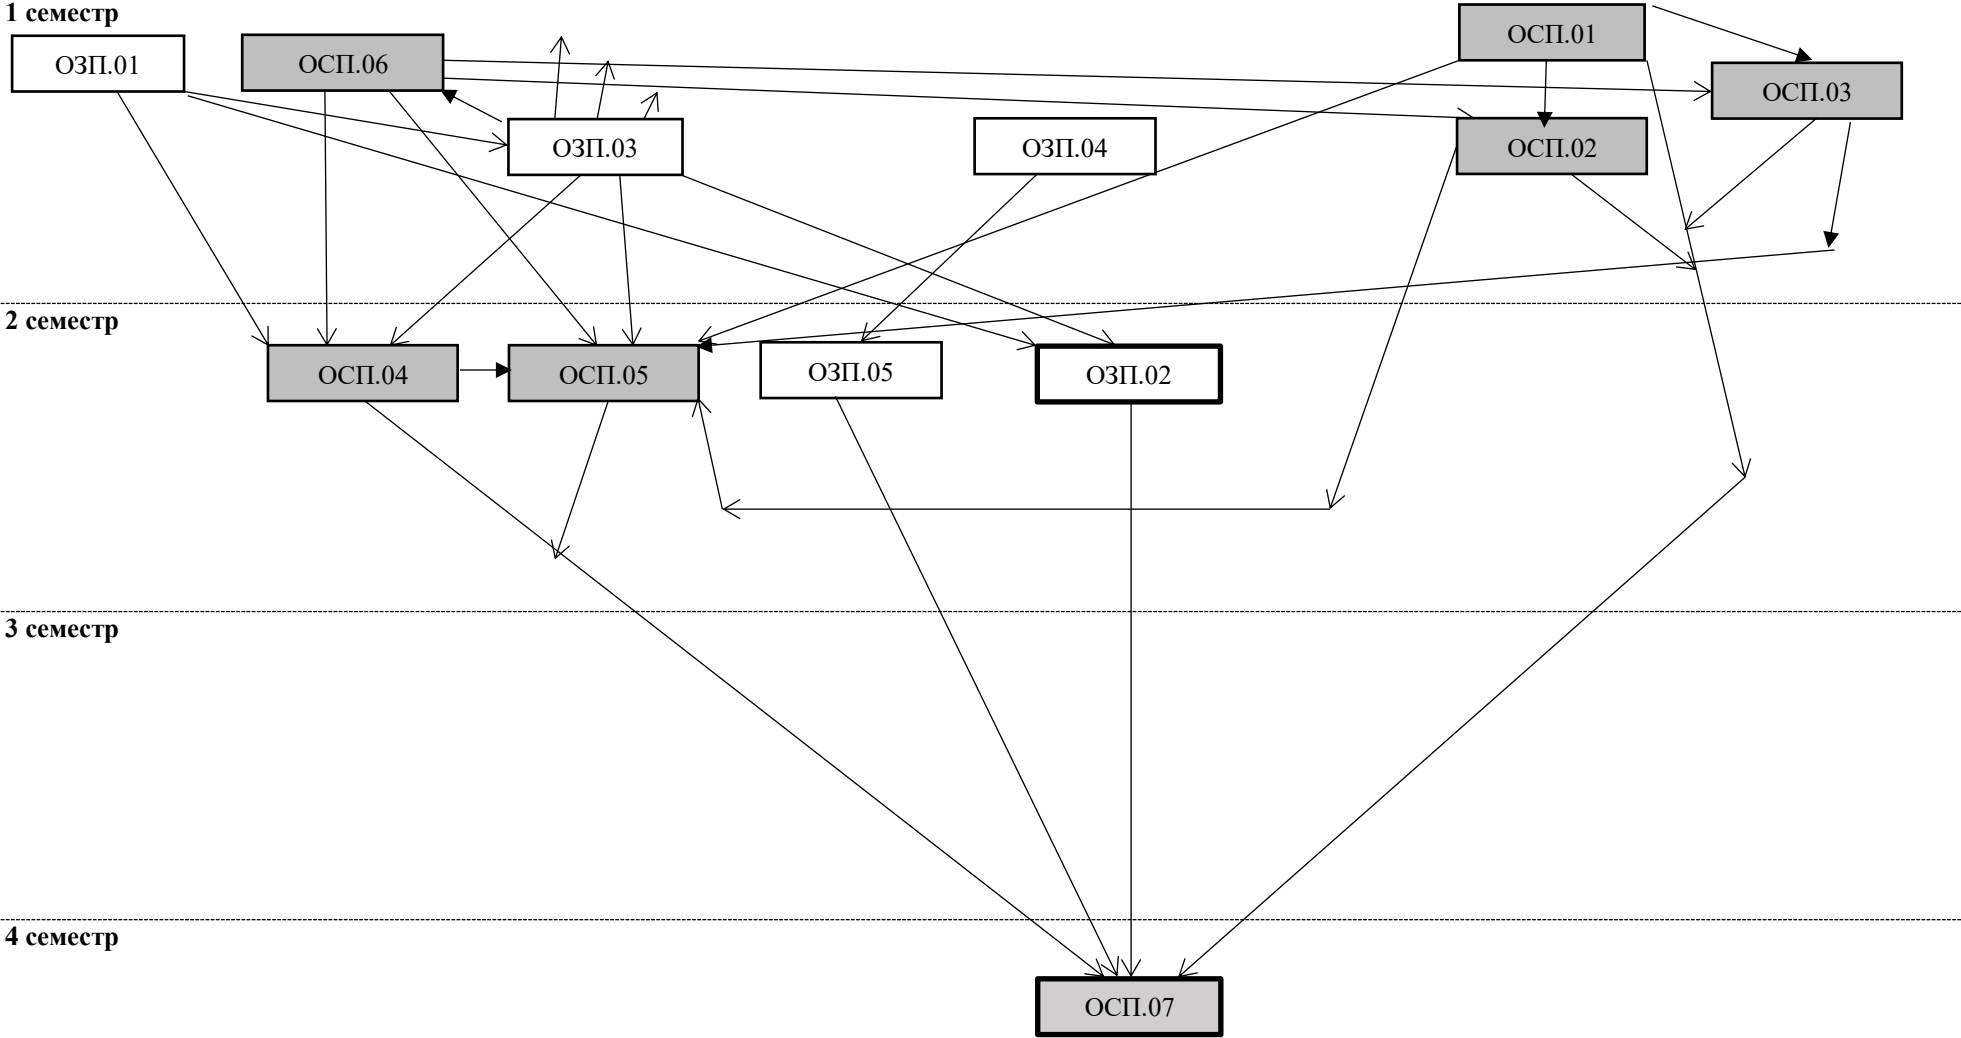 1 семестр
ОЗП.01
ОСП.06
ОЗП.03
ОЗП.04
ОСП.01
ОСП.02
ОСП.03
2 семестр
ОСП.04
ОСП.05
ОЗП.05
ОЗП.02
3 семестр
4 семестр
ОСП.07